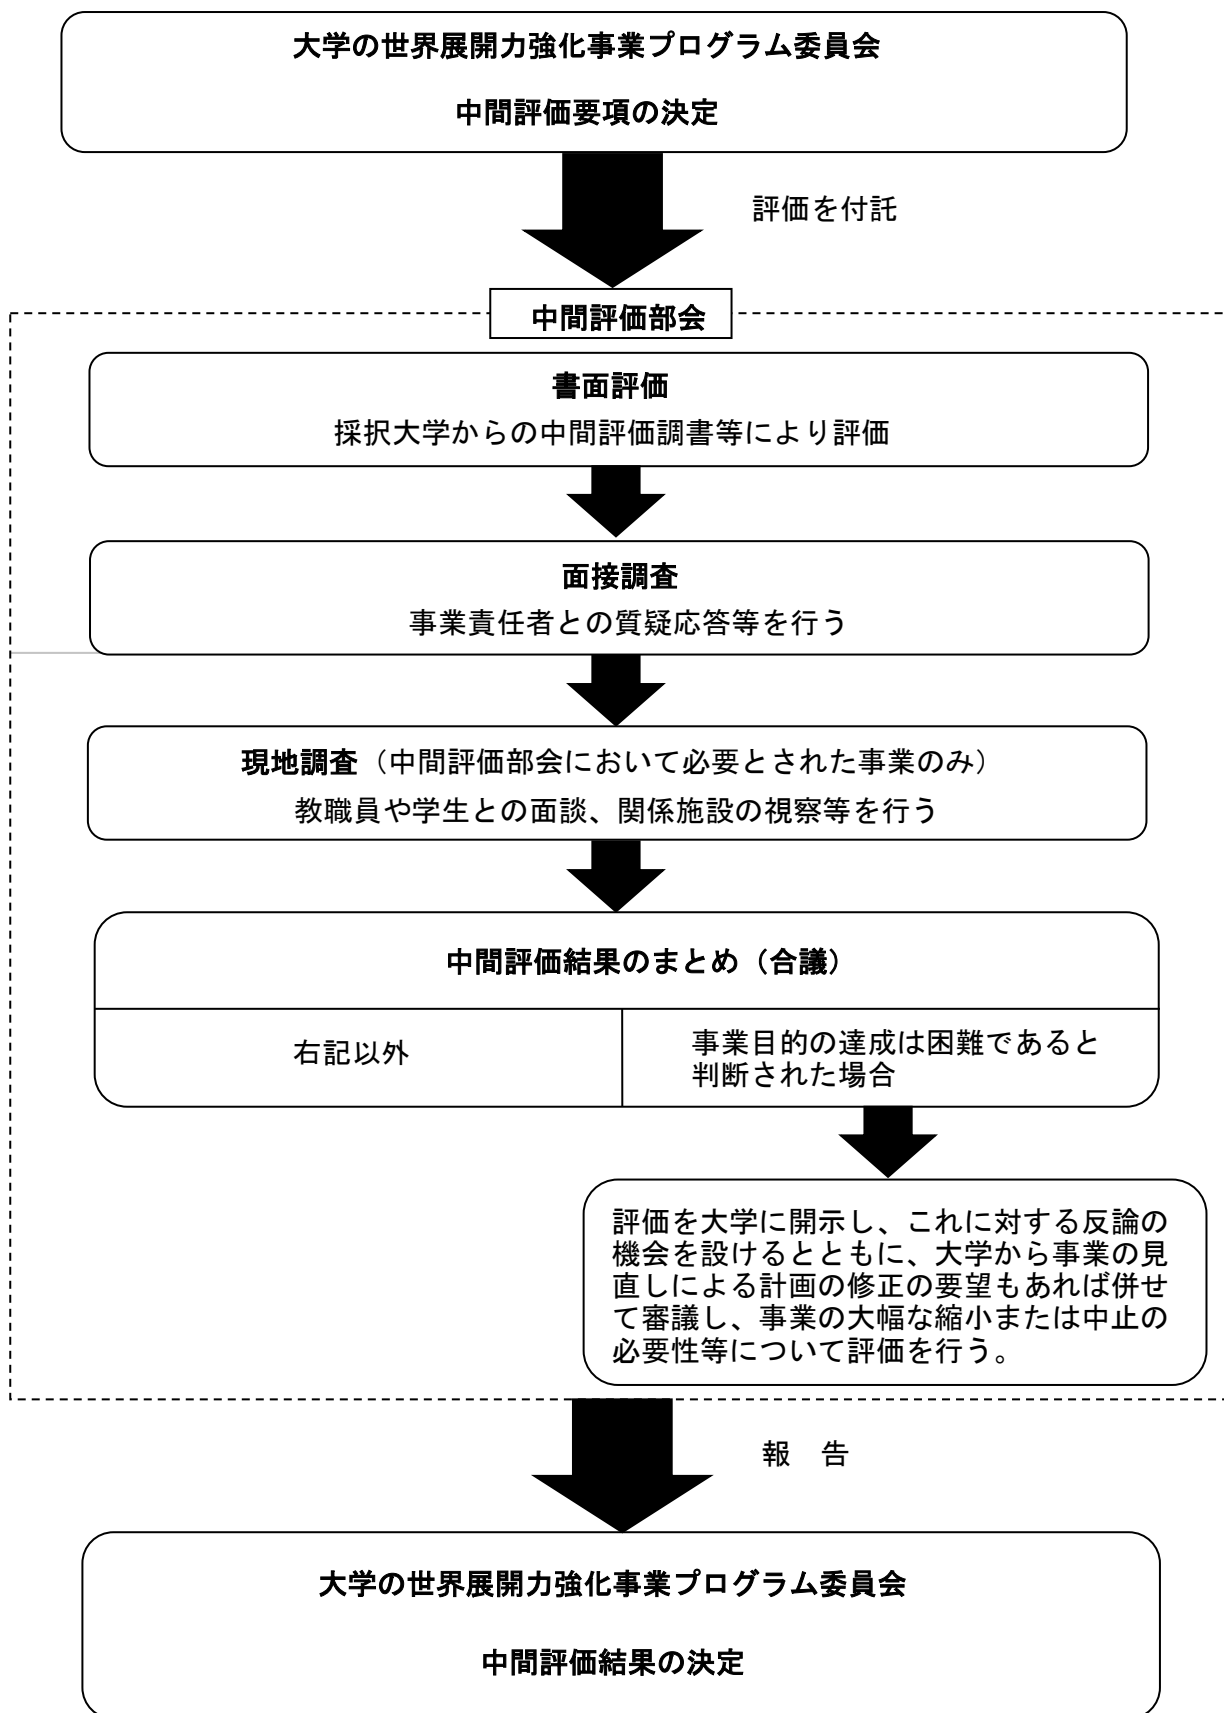 大学の世界展開力強化事業プログラム委員会
中間評価要項の決定
評価を付託
中間評価部会
書面評価
採択大学からの中間評価調書等により評価
面接調査
事業責任者との質疑応答等を行う
現地調査（中間評価部会において必要とされた事業のみ）
教職員や学生との面談、関係施設の視察等を行う
中間評価結果のまとめ（合議）
右記以外
事業目的の達成は困難であると
判断された場合
評価を大学に開示し、これに対する反論の
機会を設けるとともに、大学から事業の見
直しによる計画の修正の要望もあれば併せ
て審議し、事業の大幅な縮小または中止の
必要性等について評価を行う。
報　告
大学の世界展開力強化事業プログラム委員会
中間評価結果の決定